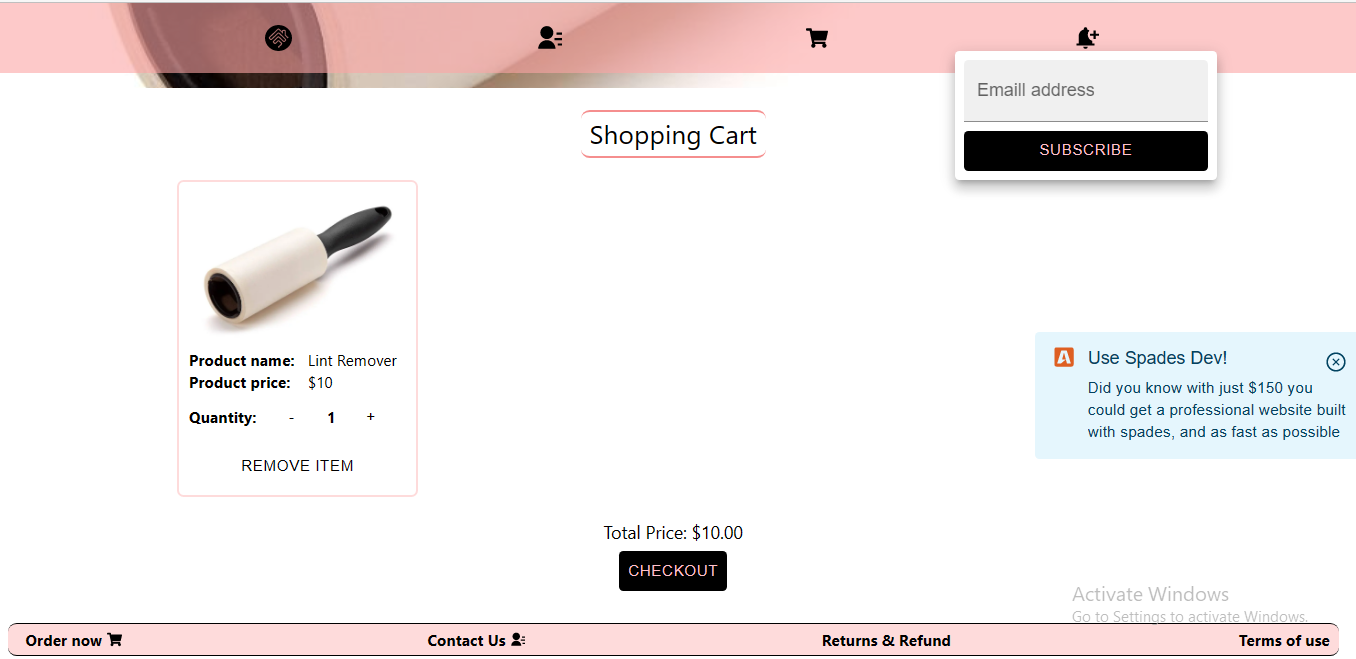 Emaill address
SUBSCRIBE
Shopping Cart
Product name: Lint Remover
Product price: $10
Quantity: - 1 +
REMOVE ITEM
Use Spades Dev!
Did you know with just $150 you
could get a professional website built
with spades, and as fast as possible
Total Price: $10.00
CHECKOUT
Activate Windows
Go to Settings to activate Windows.
Order now
Contact Us
Returns & Refund
Terms of use